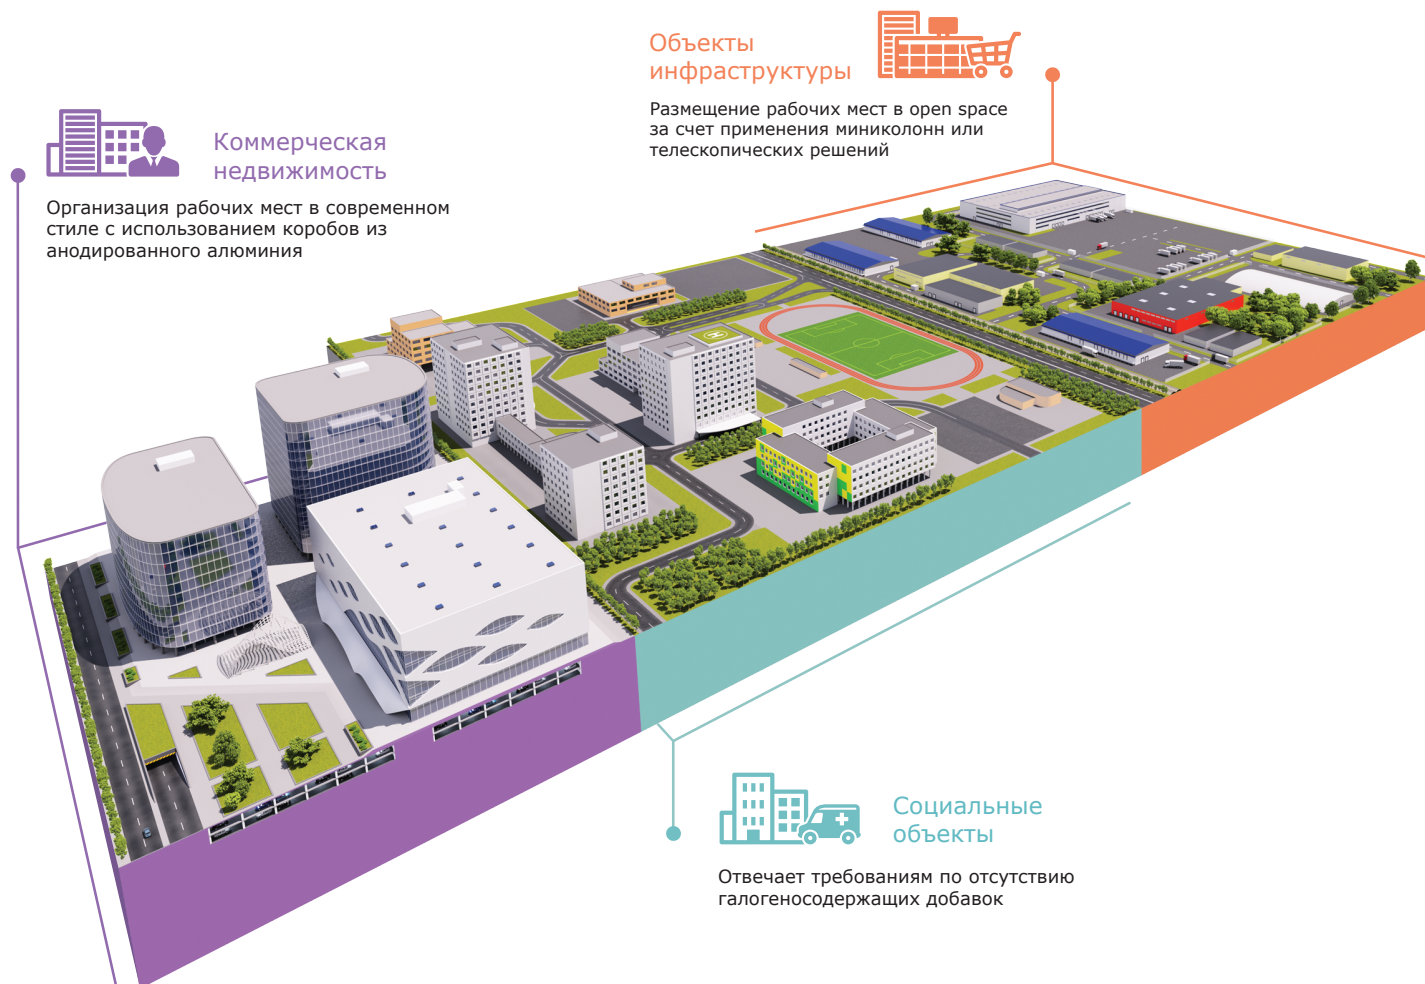 Объекты
инфраструктуры
Размещение рабочих мест в open space
за счет применения миниколонн или
телескопических решений
Коммерческая
недвижимость
Организация рабочих мест в современном
стиле с использованием коробов из
анодированного алюминия
Социальные
объекты
Отвечает требованиям по отсутствию
галогеносодержащих добавок